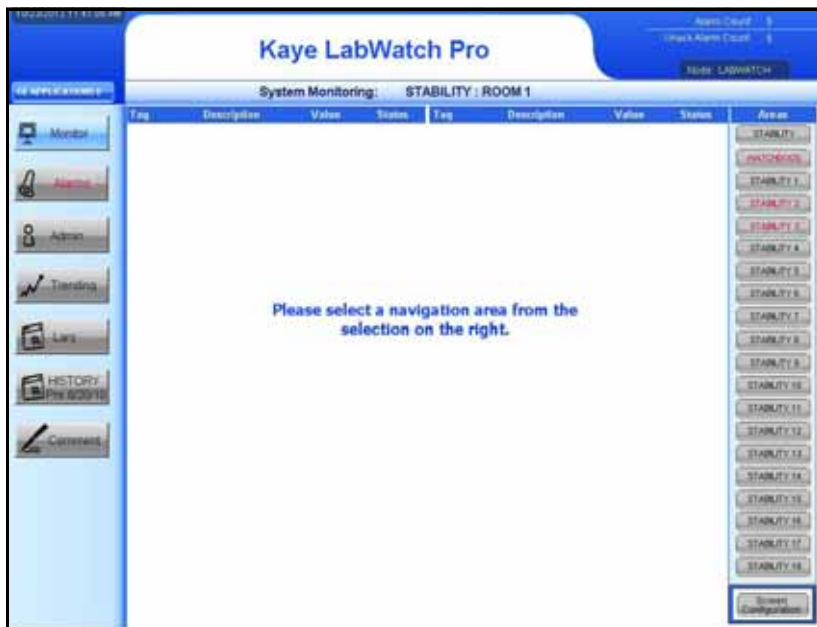 Alarm Count 5
Kaye LabWatch Pro
Unack Alarm Count
Node: LABWATCH
System Monitoring: STABILITY : ROOM 1
Tag Description Value Status Tag Description Value Status Areas
Monitor
Alarms
Admin
Trending
HISTORY
Pre 8/20/10
Comment
Please select a navigation area from the
selection on the right.
STABILITY
STABILITY 1
STABILITY 2
STABILITY 3
STABILITY 4
STABILITY 5
STABILITY 6
STABILITY 7
STABILITY 8
STABILITY 9
STABILITY 10
STABILITY 11
STABILITY 12
STABILITY 13
STABILITY 14
STABILITY 15
STABILITY 16
STABILITY 17
STABILITY 18
Screen
Configuration